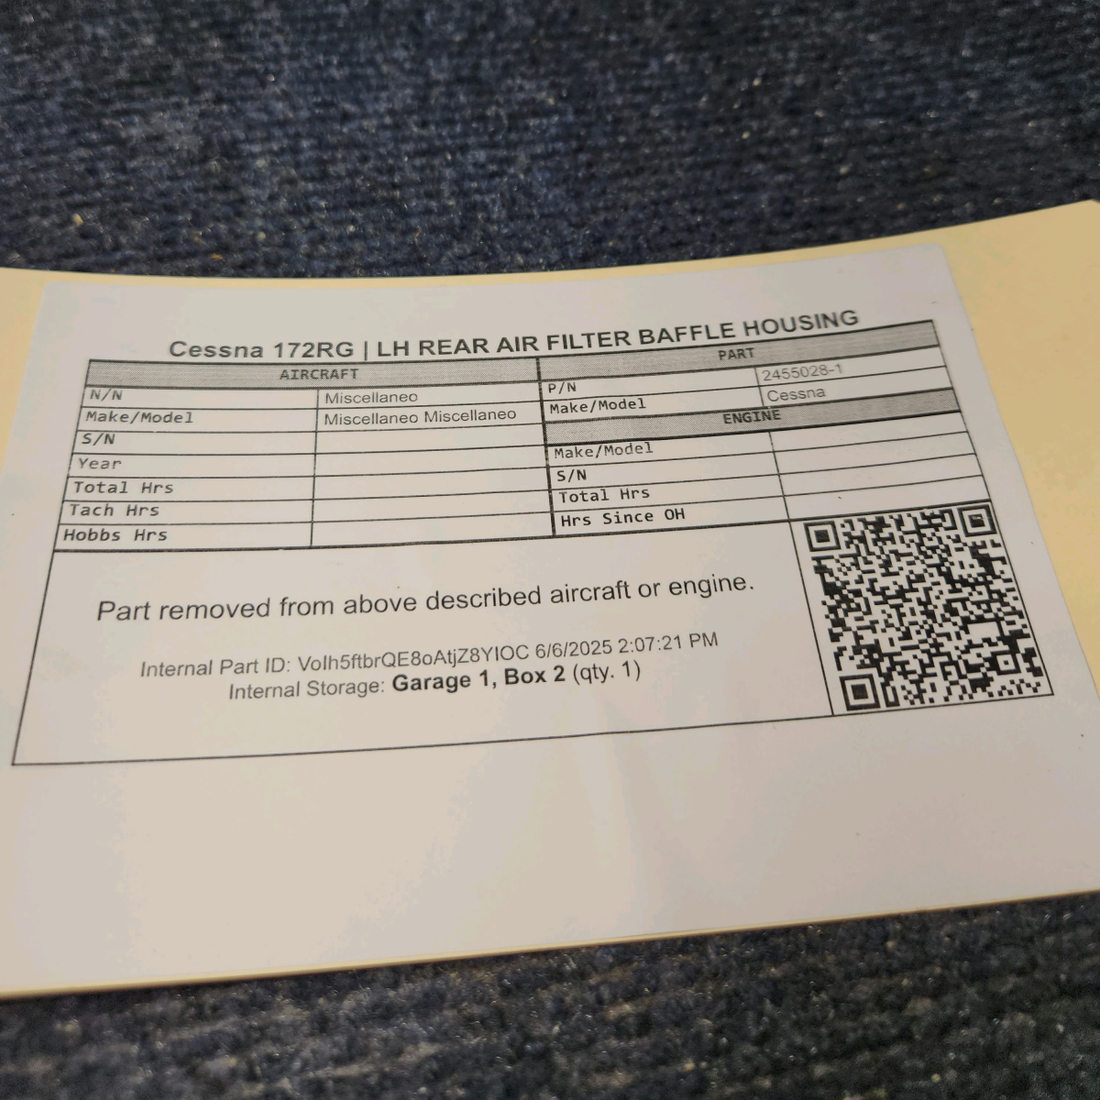 Cessna 172RG | LH REAR AIR FILTER BAFFLE HOUSING
AIRCRAFT
N/N Miscellaneo
Make/Model Miscellaneo Miscellaneo
S/N
Year
Total Hrs
Tach Hrs
Hobbs Hrs
PART
P/N 2455028-1
Make/Model Cessna
ENGINE
Make/Model
S/N
Total Hrs
Hrs Since OH
Part removed from above described aircraft or engine.
Internal Part ID: VoIh5ftbrQE8oAtjZ8YIOC 6/6/2025 2:07:21 PM
Internal Storage: Garage 1, Box 2 (qty. 1)